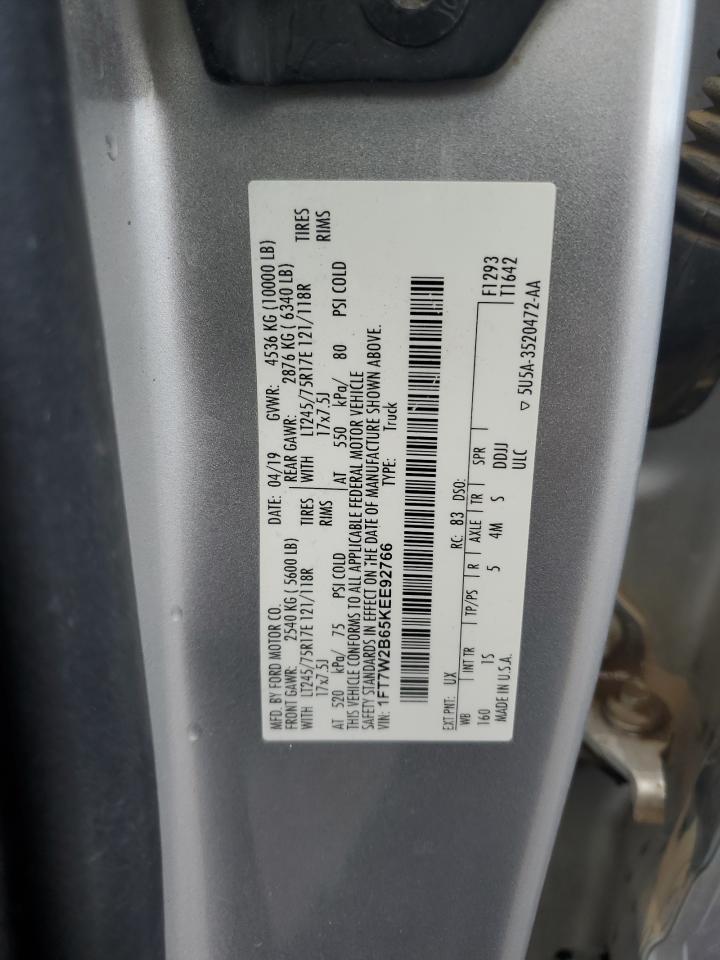 MFD. BY FORD MOTOR CO.
DATE: 04/19 GVWR: 4536 KG (10000 LB)
FRONT GAWR: 2540 KG ( 5600 LB) REAR GAWR: 2876 KG ( 6340 LB)
WITH LT245/75R17E 121/118R TIRES WITH LT245/75R17E 121/118R TIRES
17x7.5J RIMS 17x7.5J RIMS
AT 520 kPa/ 75 PSI COLD AT 550 kPa/ 80 PSI COLD
THIS VEHICLE CONFORMS TO ALL APPLICABLE FEDERAL MOTOR VEHICLE
SAFETY STANDARDS IN EFFECT ON THE DATE OF MANUFACTURE SHOWN ABOVE.
VIN: 1FT7W2B65KEE92766 TYPE: Truck
EXT PNT: UX RC: 83 DSO:
WB INT TR TP/PS R AXLE TR SPR F1293
160 1S 5 4M S DDJJ T1642
MADE IN U.S.A. ULC
5U5A-3520472-AA